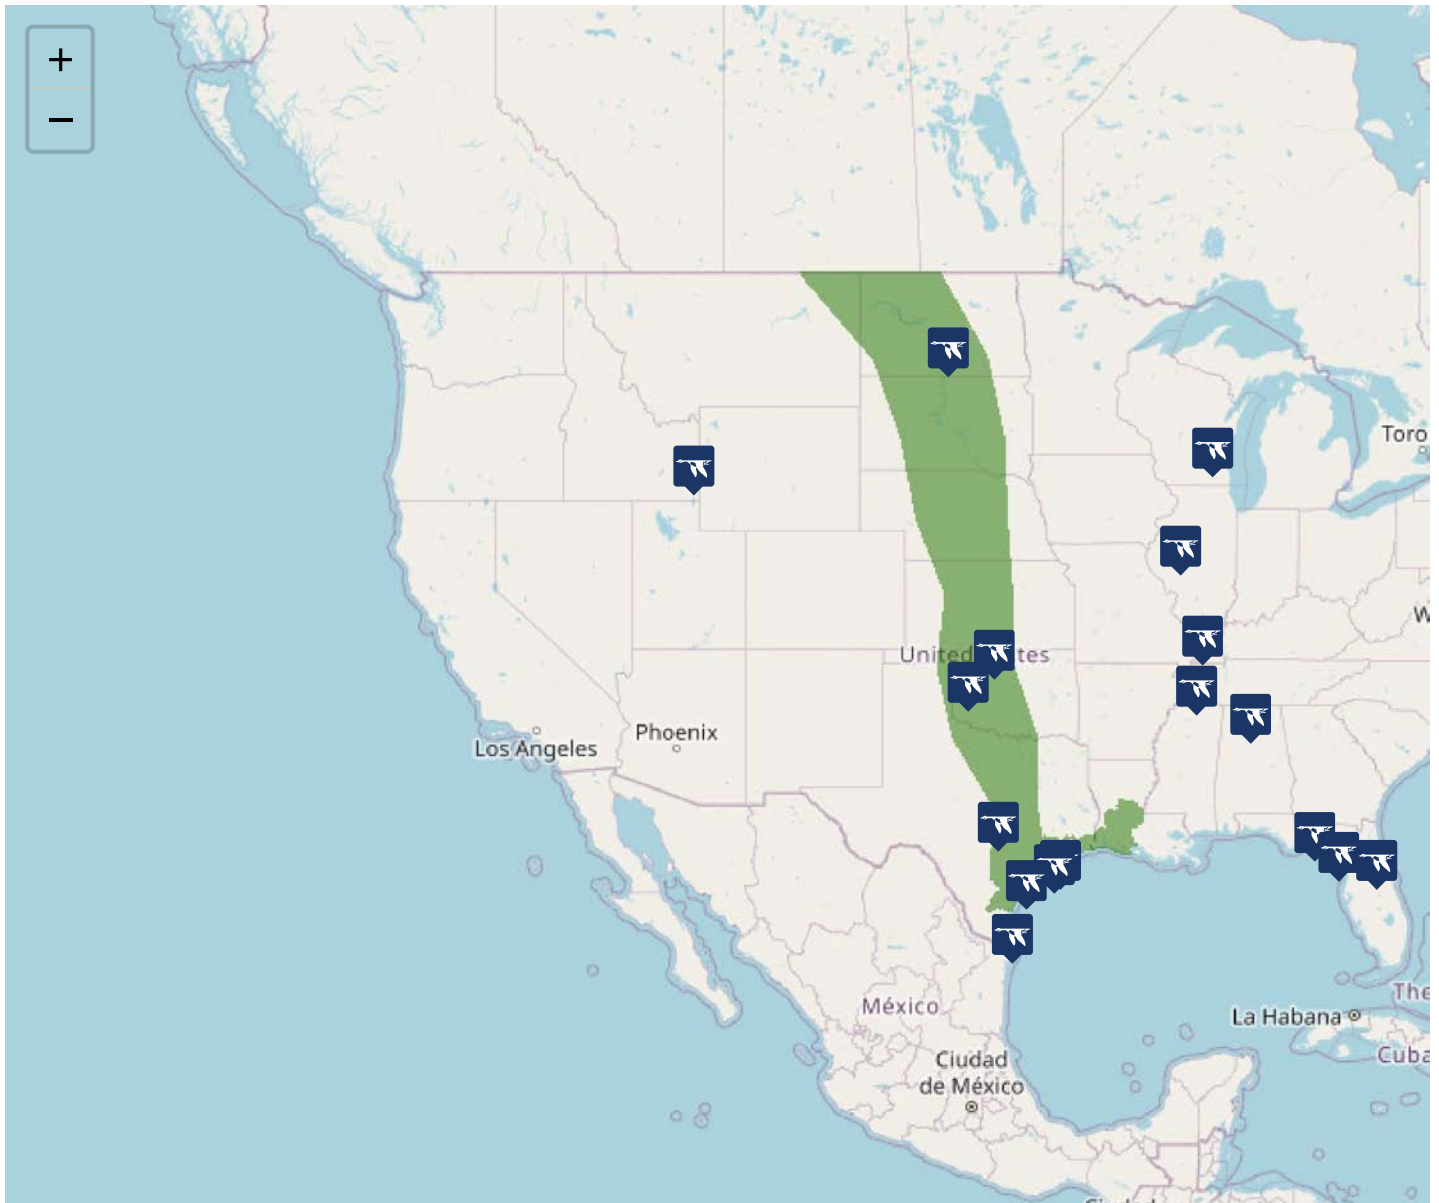 +
−
Toro
W
United
tes
Phoenix
Los Angeles
México
The
La Habana
Cuba
Ciudad
de México